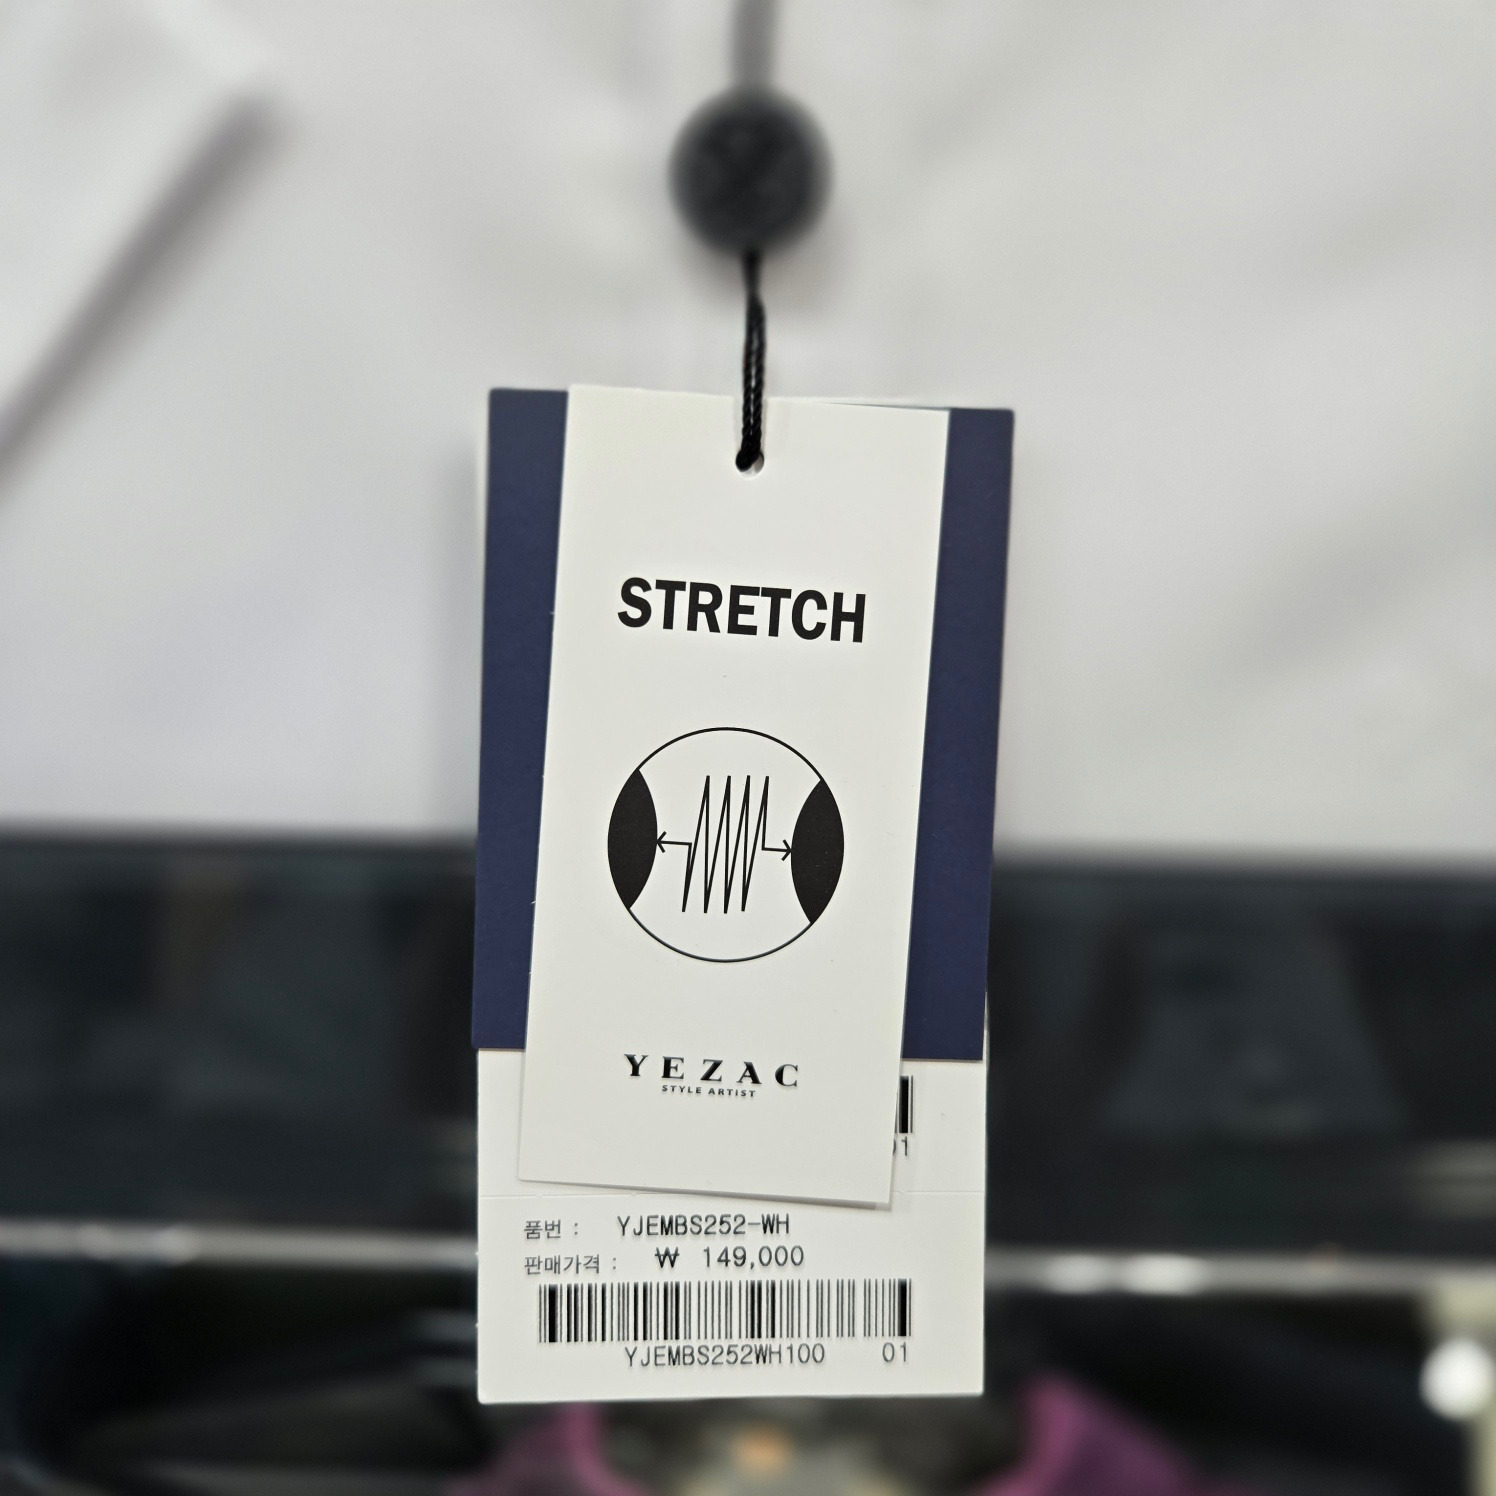 STRETCH
YEZAC
STYLE ARTIST
01
품번 : YJEMBS252-WH
판매가격 : ₩ 149,000
YJEMBS252WH100 01